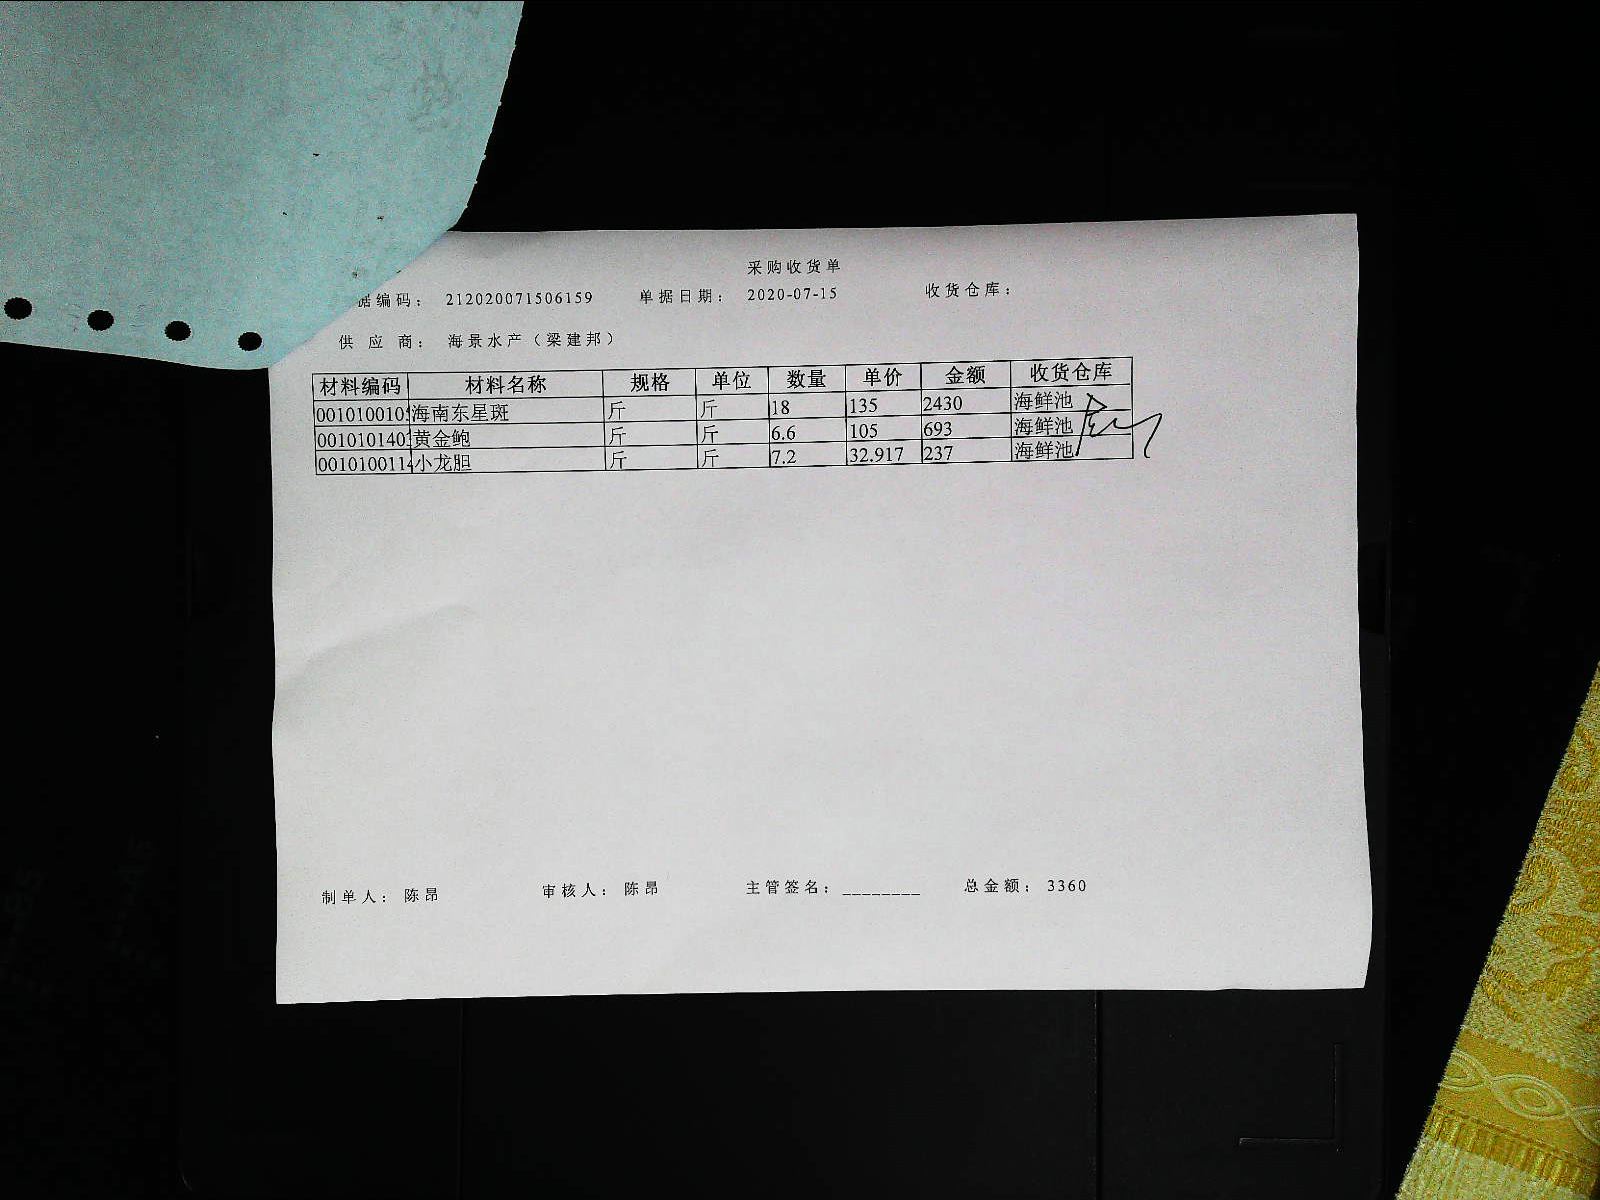 采购收货单
据编码： 212020071506159 单据日期： 2020-07-15 收货仓库：
供 应 商： 海景水产（梁建邦）
材料编码 材料名称 规格 单位 数量 单价 金额 收货仓库
0010100105 海南东星斑 斤 斤 18 135 2430 海鲜池
001010140 黄金鲍 斤 斤 6.6 105 693 海鲜池
001010011 小龙胆 斤 斤 7.2 32.917 237 海鲜池
制单人： 陈昂 审核人： 陈昂 主管签名：________ 总金额： 3360